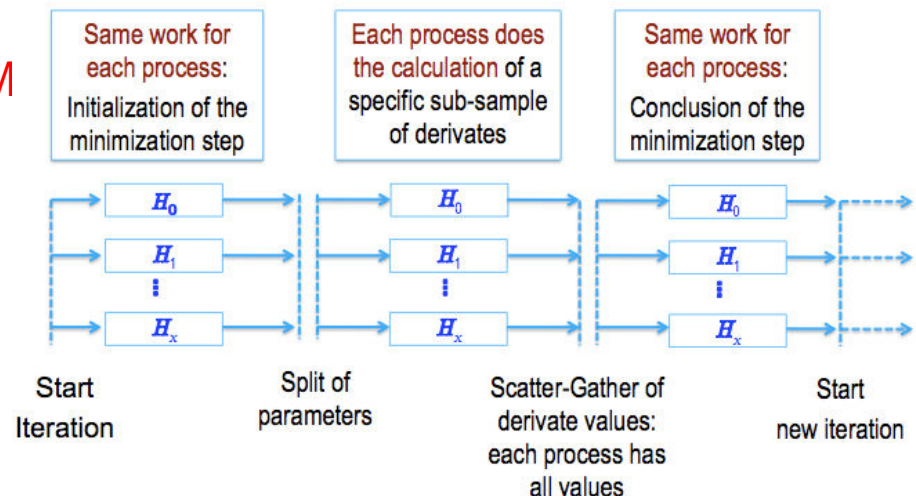 Same work for
each process:
Initialization of the
minimization step
Each process does
the calculation of a
specific sub-sample
of derivates
Same work for
each process:
Conclusion of the
minimization step
M
H0
H0
H0
H1
H1
H1
⋮
⋮
⋮
Hx
Hx
Hx
Start
Iteration
Split of
parameters
Scatter-Gather of
derivate values:
each process has
all values
Start
new iteration